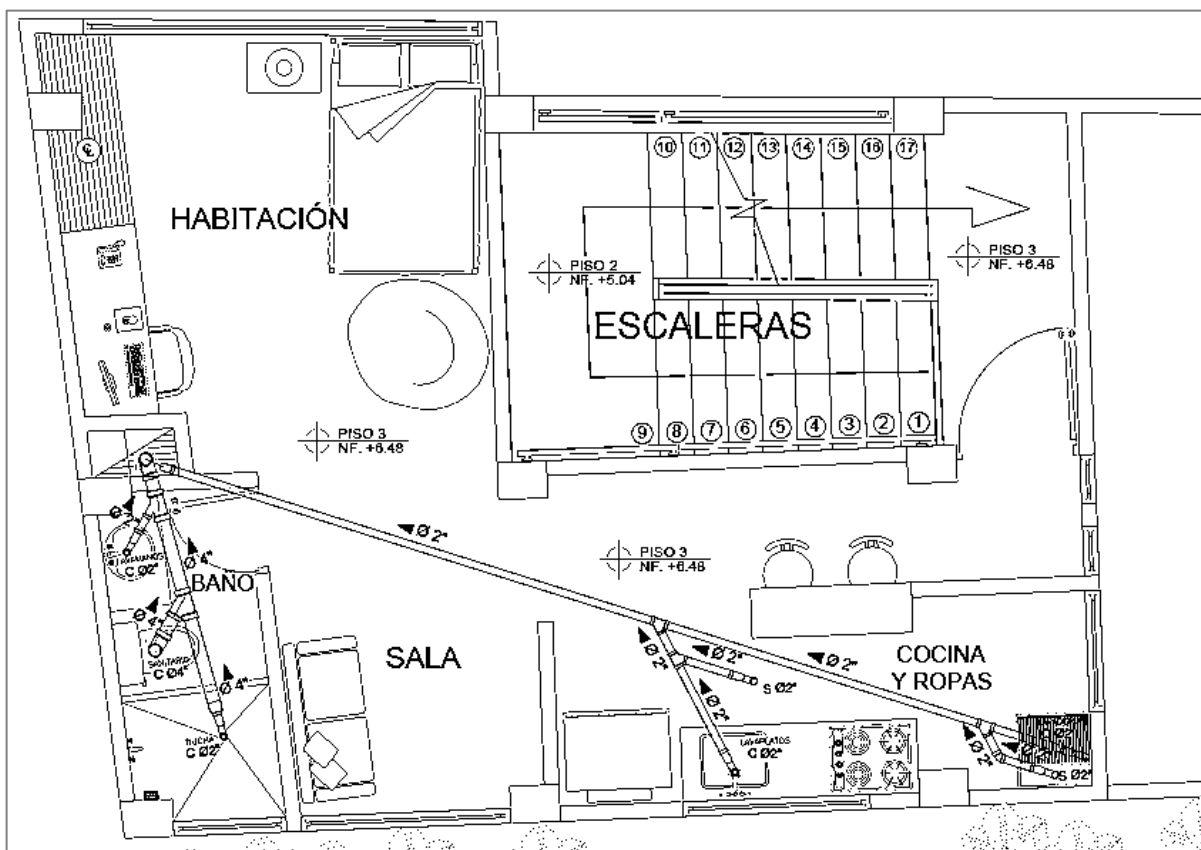 10 11 12 13 14 15 16 17
HABITACIÓN
PISO 2
NF. +5.04
PISO 3
NF. +6.48
ESCALERAS
9 8 7 6 5 4 3 2 1
PISO 3
NF. +6.48
Ø 2"
PISO 3
NF. +6.48
LAVAMANOS
C Ø2"
Ø 4"
BAÑO
SANITARIO
C Ø4"
Ø 4"
DUCHA
C Ø2"
SALA
Ø 2"
Ø 2"
Ø 2"
S Ø2"
Ø 2"
COCINA
Y ROPAS
LAVAPLATOS
C Ø2"
C Ø2"
Ø 2"
S Ø2"